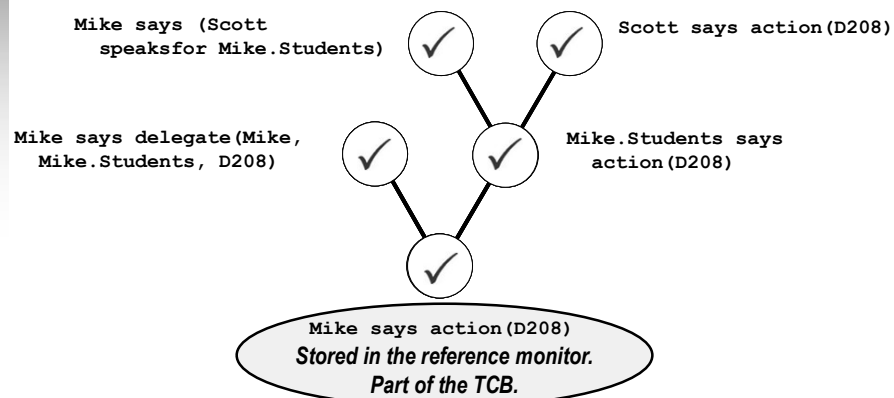 Mike says (Scott
speaksfor Mike.Students)
Scott says action(D208)
Mike says delegate(Mike,
Mike.Students, D208)
Mike.Students says
action(D208)
Mike says action(D208)
Stored in the reference monitor.
Part of the TCB.